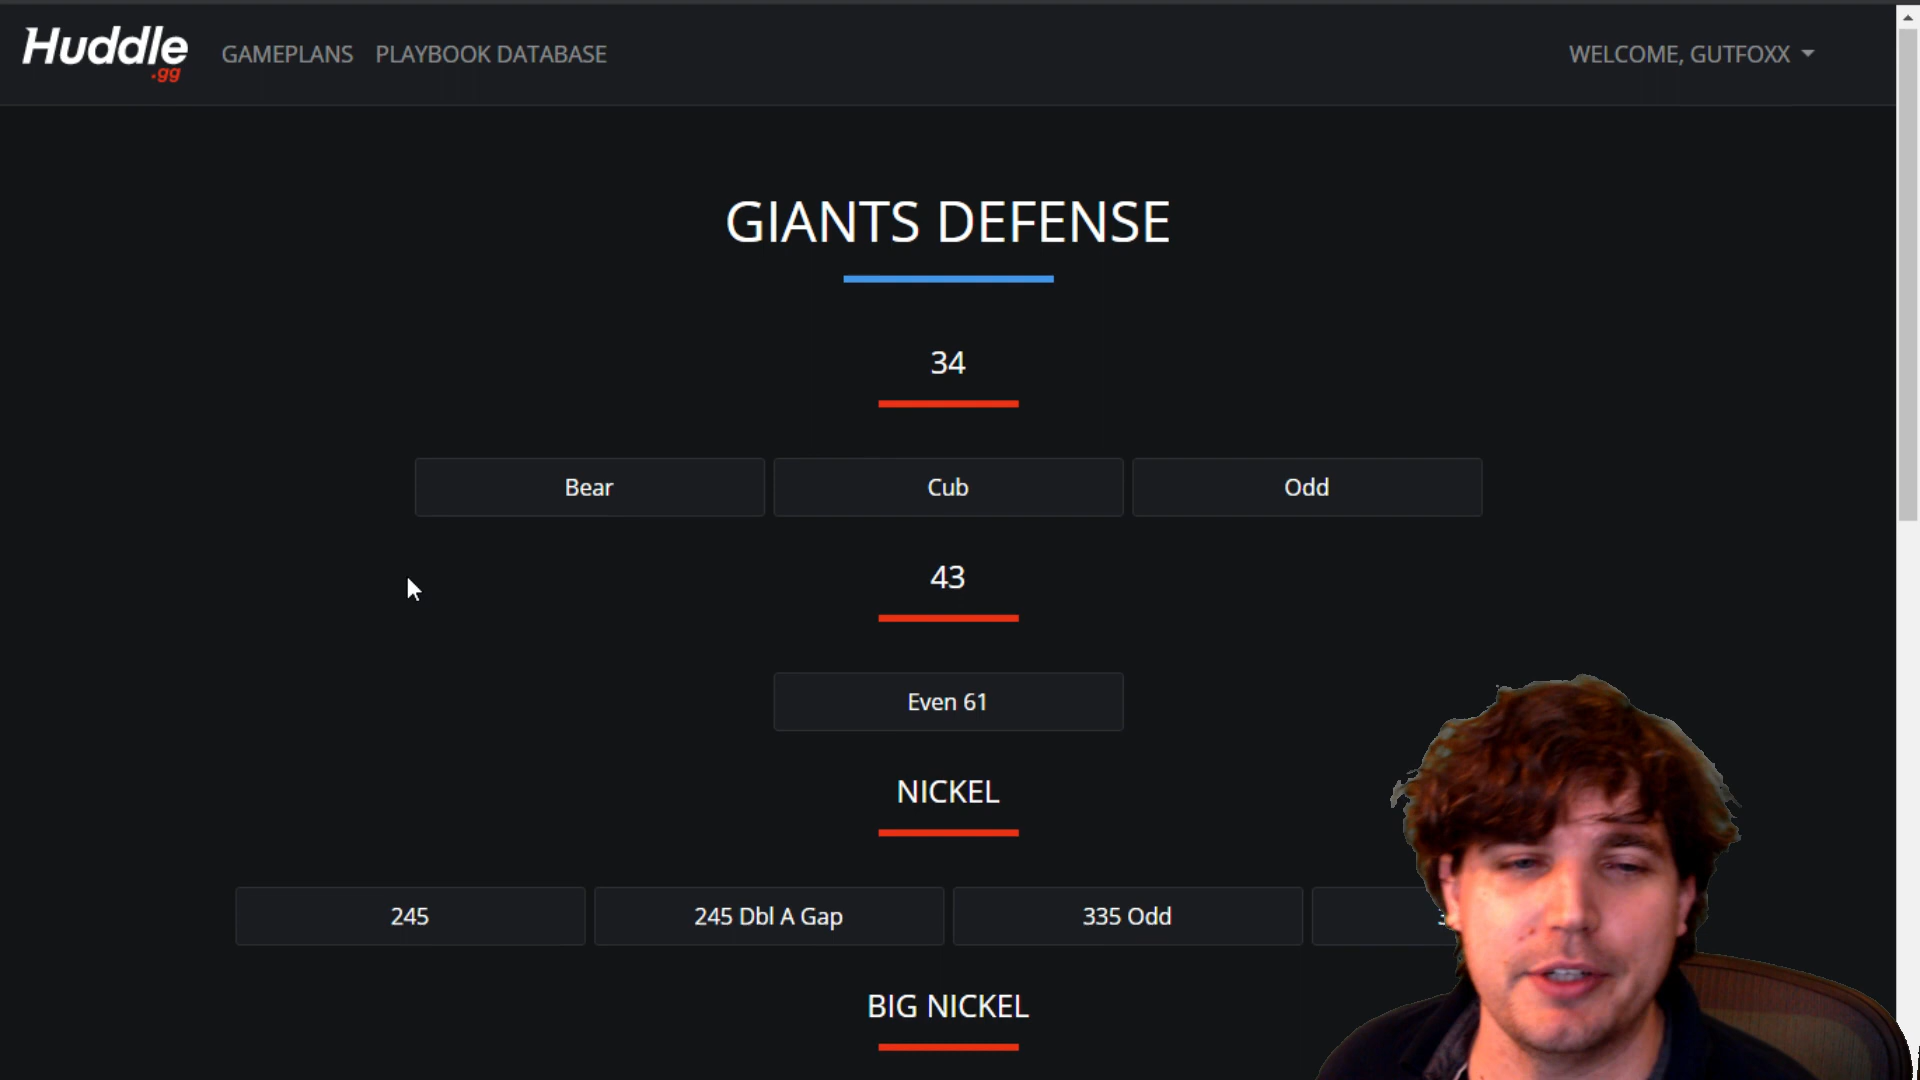 Huddle
.gg
GAMEPLANS PLAYBOOK DATABASE
WELCOME, GUTFOXX
GIANTS DEFENSE
34
Bear Cub Odd
43
Even 61
NICKEL
245 245 Dbl A Gap 335 Odd
BIG NICKEL